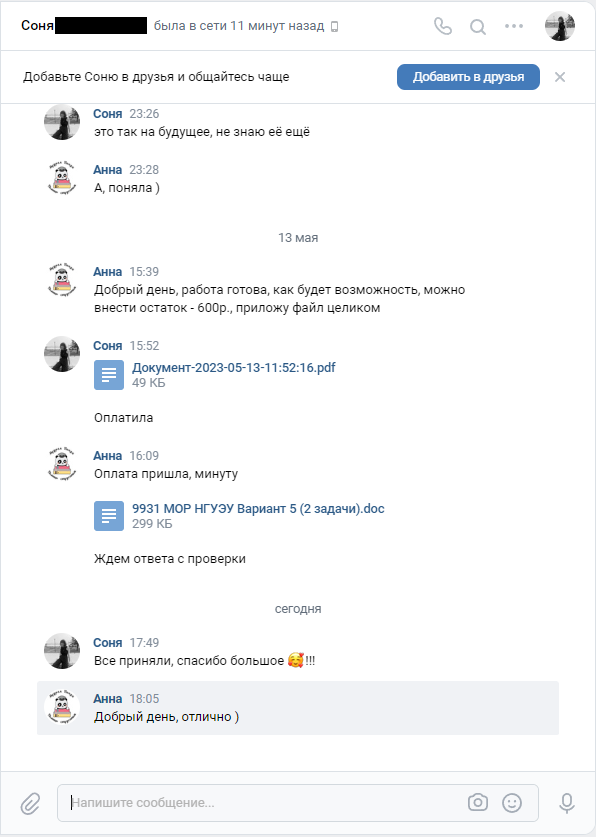 Соня
была в сети 11 минут назад
Добавьте Соню в друзья и общайтесь чаще
Добавить в друзья
Соня 23:26
это так на будущее, не знаю её ещё
Анна 23:28
А, поняла )
13 мая
Анна 15:39
Добрый день, работа готова, как будет возможность, можно
внести остаток - 600р., приложу файл целиком
Соня 15:52
Документ-2023-05-13-11:52:16.pdf
49 КБ
Оплатила
Анна 16:09
Оплата пришла, минуту
9931 МОР НГУЭУ Вариант 5 (2 задачи).doc
299 КБ
Ждем ответа с проверки
сегодня
Соня 17:49
Все приняли, спасибо большое 🥰!!!
Анна 18:05
Добрый день, отлично )
Напишите сообщение...